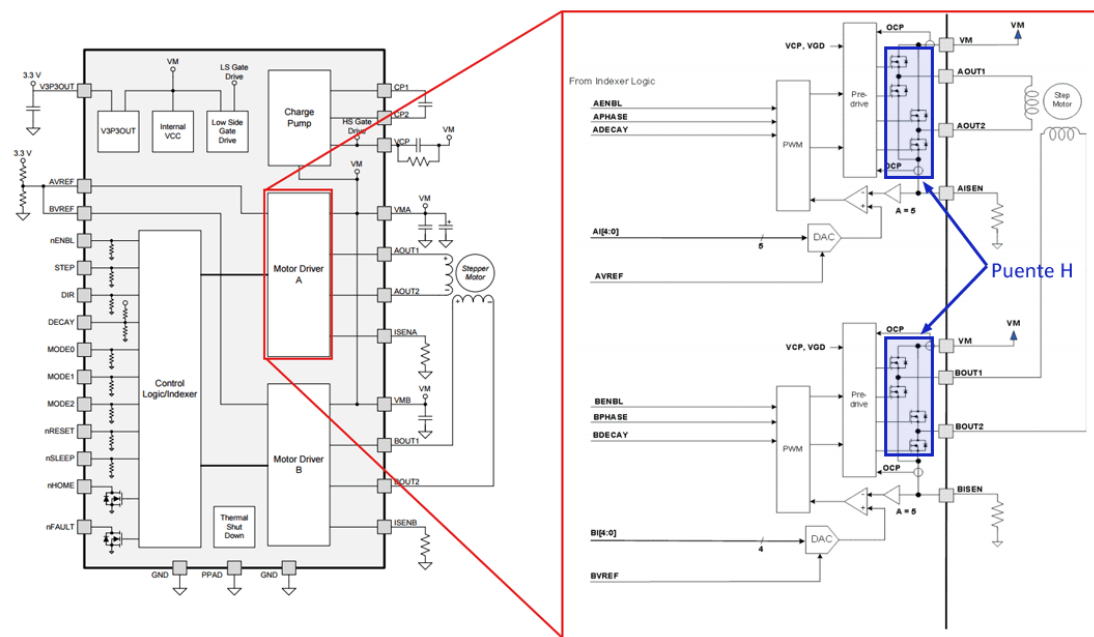 3.3 V
V3P3OUT
VM
LS Gate
Drive
V3P3OUT
Internal
VCC
Low Side
Gate
Drive
Charge
Pump
CP1
CP2
HS Gate
Drive
VM
VCP
VM
3.3 V
AVREF
BVREF
VMA
VM
nENBL
STEP
DIR
DECAY
MODE0
MODE1
MODE2
nRESET
nSLEEP
nHOME
nFAULT
Control
Logic/Indexer
Motor Driver
A
AOUT1
AOUT2
Stepper
Motor
+
−
+
−
ISENA
VM
VMB
Motor Driver
B
BOUT1
BOUT2
ISENB
Thermal
Shut
Down
GND
PPAD
GND
OCP
VM
VM
VCP, VGD
From Indexer Logic
AENBL
APHASE
ADECAY
PWM
Pre-
drive
AOUT1
AOUT2
Step
Motor
OCP
AISEN
A = 5
-
+
AI[4:0]
5
DAC
AVREF
Puente H
OCP
VM
VM
VCP, VGD
BENBL
BPHASE
BDECAY
PWM
Pre-
drive
BOUT1
BOUT2
OCP
BISEN
A = 5
-
+
BI[4:0]
4
DAC
BVREF